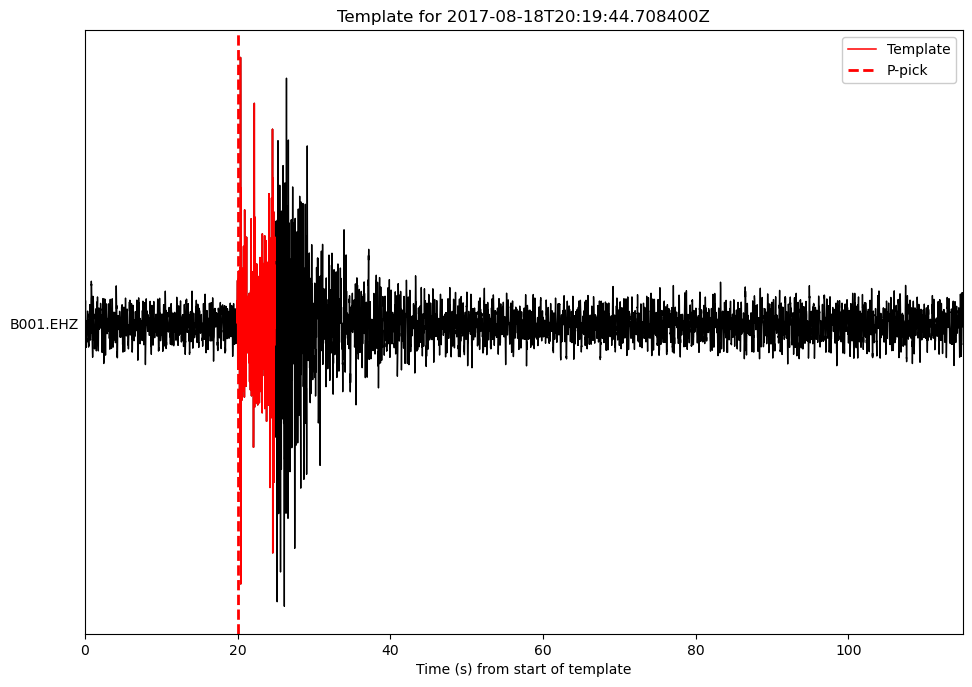 Template for 2017-08-18T20:19:44.708400Z
Template
P-pick
B001.EHZ
0 20 40 60 80 100
Time (s) from start of template